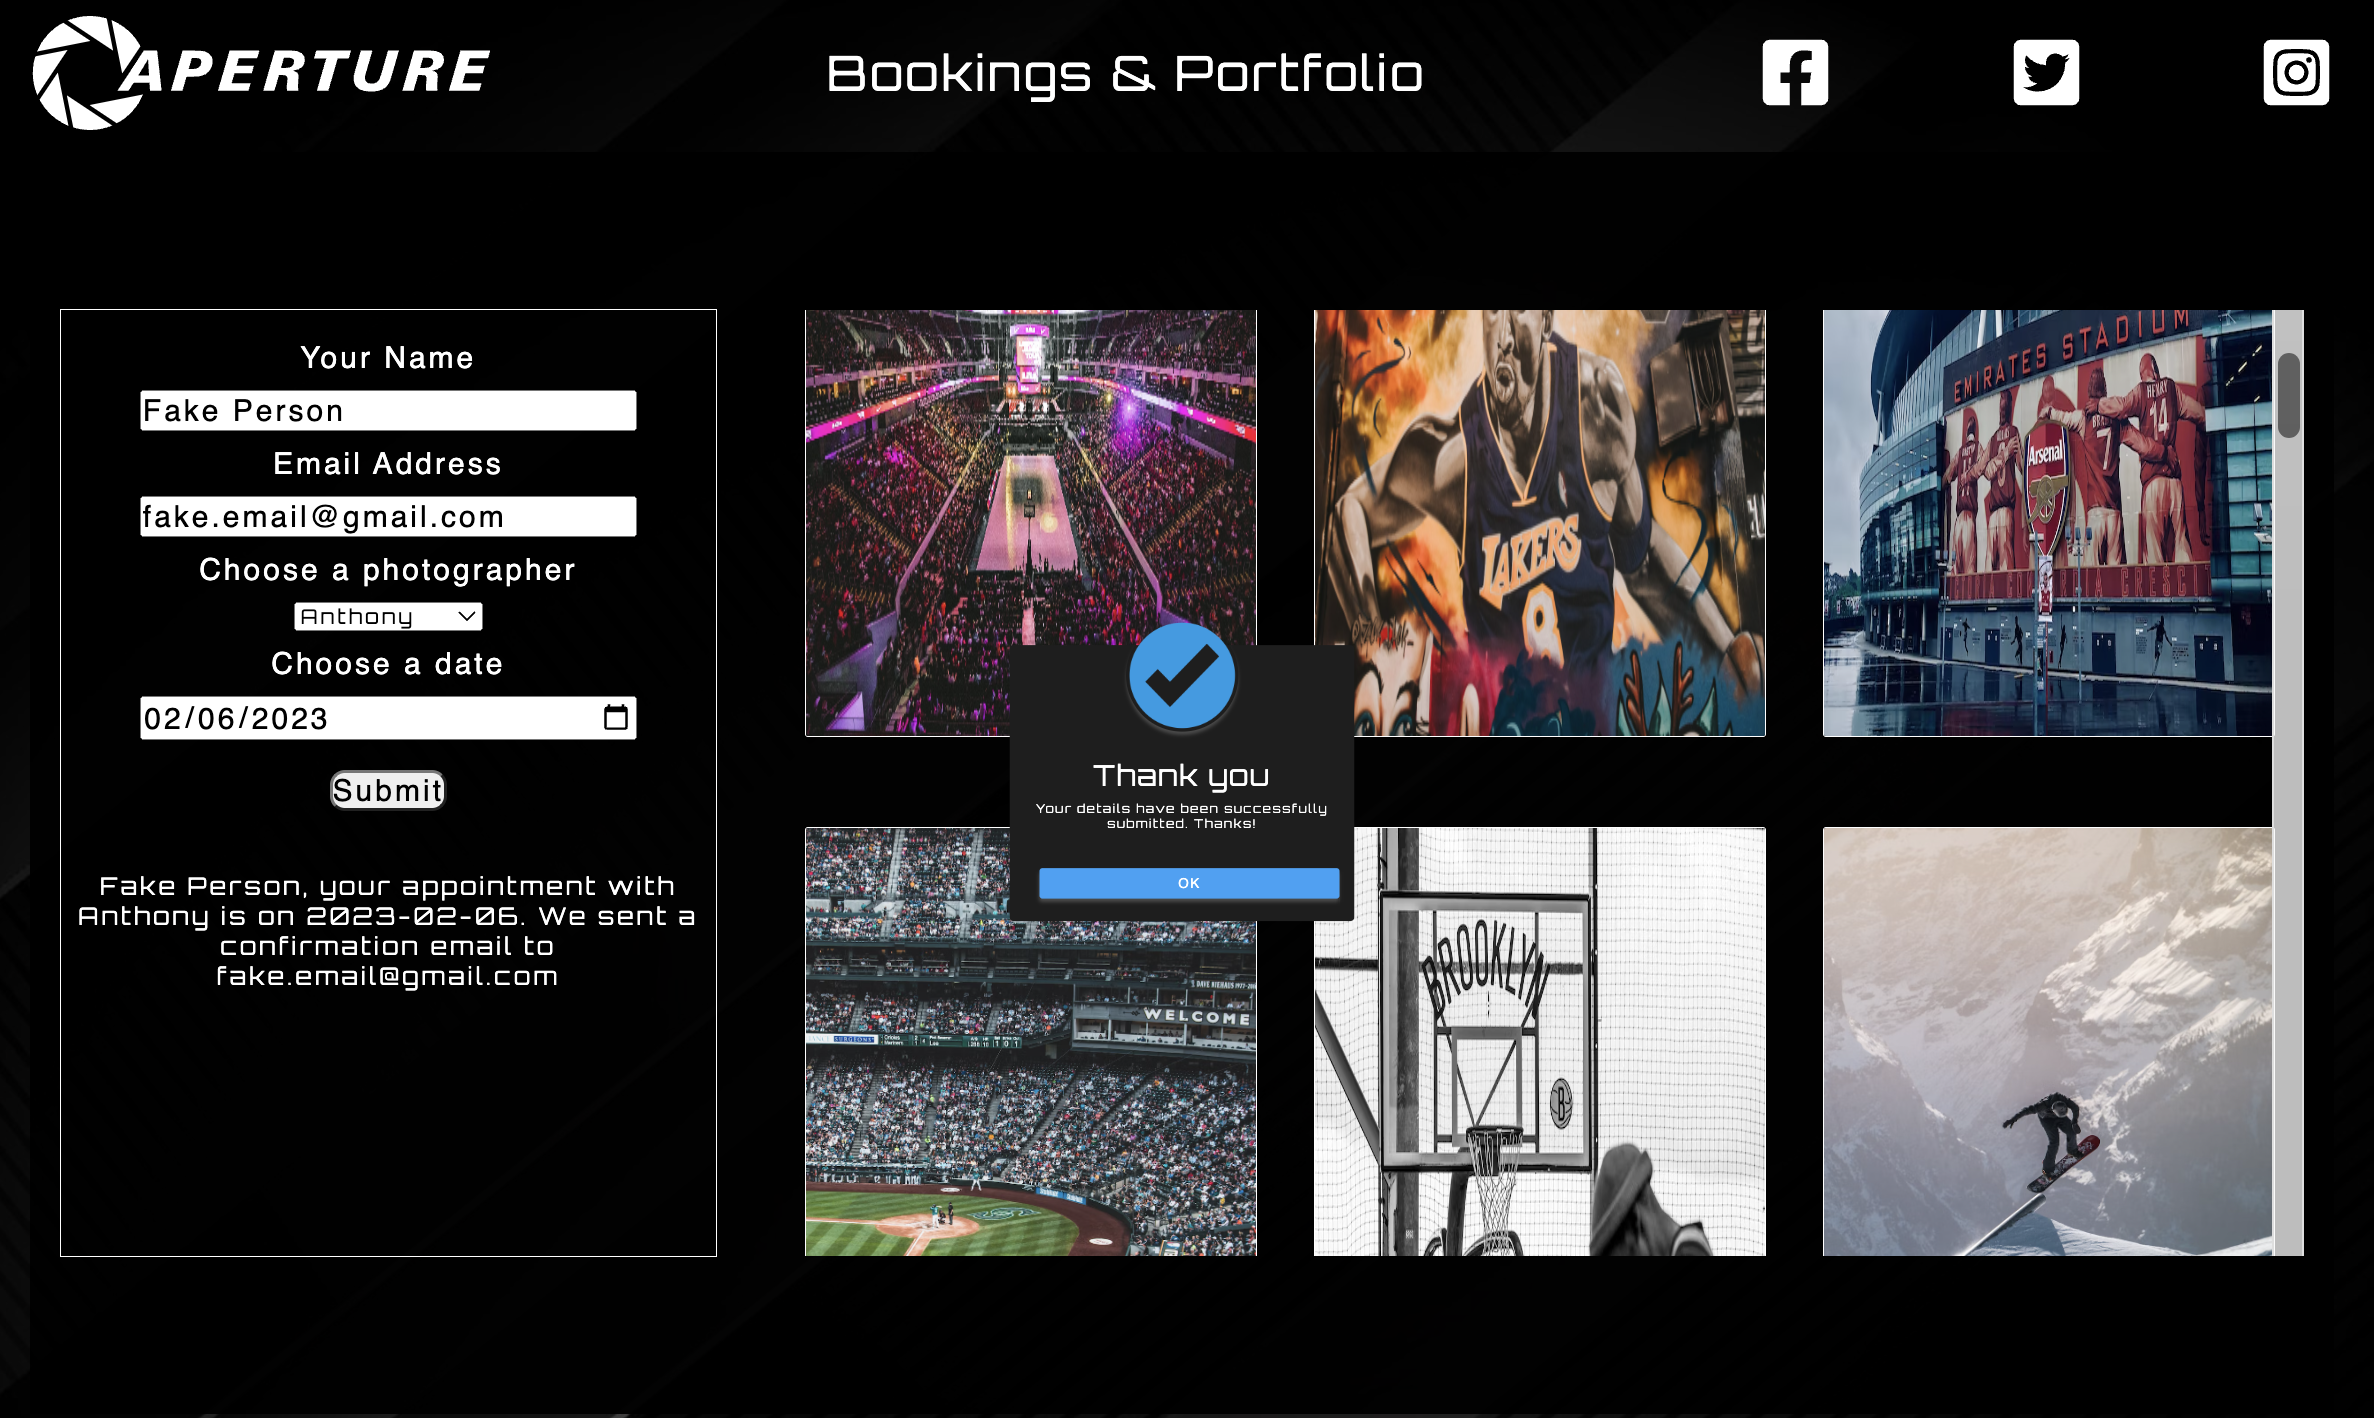 APERTURE
Bookings & Portfolio
Your Name
Fake Person
Email Address
fake.email@gmail.com
Choose a photographer
Anthony
Choose a date
02/06/2023
Submit
Fake Person, your appointment with
Anthony is on 2023-02-06. We sent a
confirmation email to
fake.email@gmail.com
LAKERS
8
EMIRATES STADIUM
HENRY
14
7
Arsenal
Thank you
Your details have been successfully
submitted. Thanks!
OK
WELCOME
BROOKLYN
B